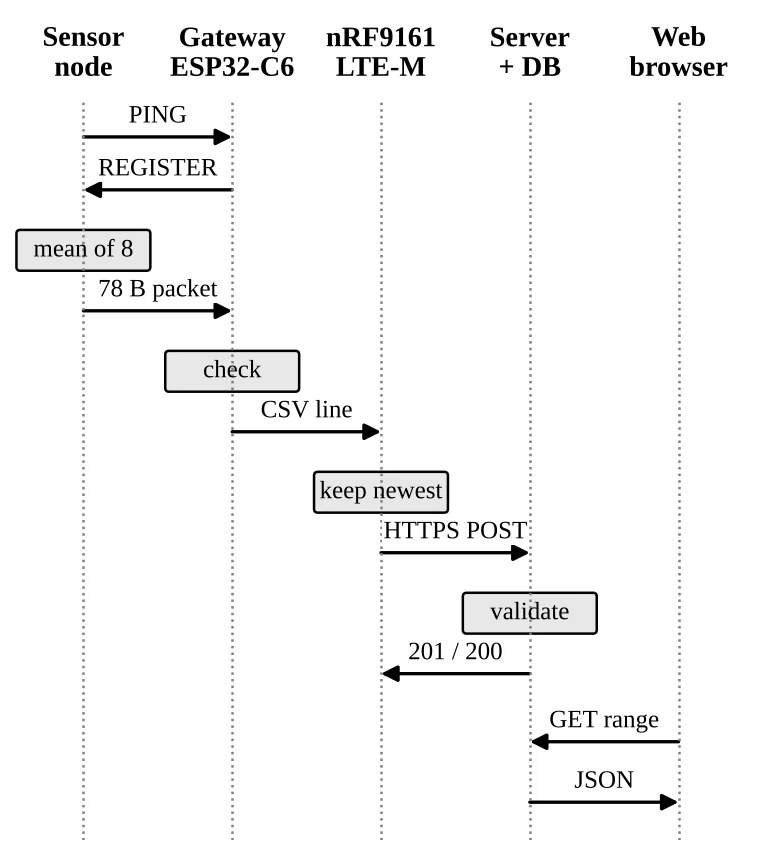 Sensor
node
Gateway
ESP32-C6
nRF9161
LTE-M
Server
+ DB
Web
browser
PING
REGISTER
mean of 8
78 B packet
check
CSV line
keep newest
HTTPS POST
validate
201 / 200
GET range
JSON